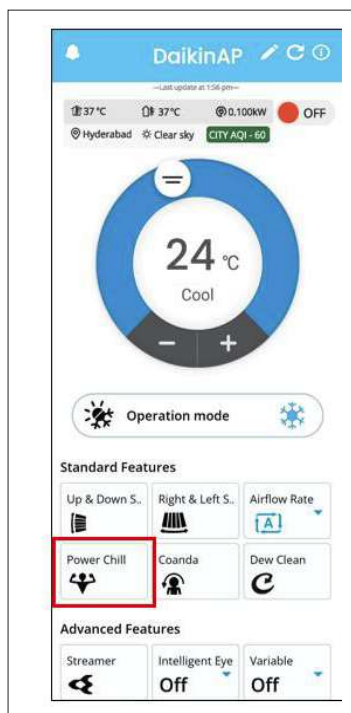 DaikinAP
—Last update at 1:56 pm—
37°C 37°C 0.100kW OFF
Hyderabad Clear sky CITY AQI - 60
24 °C
Cool
− +
Operation mode
Standard Features
Up & Down S.. Right & Left S.. Airflow Rate
A
Power Chill Coanda Dew Clean
Advanced Features
Streamer Intelligent Eye Variable
Off Off